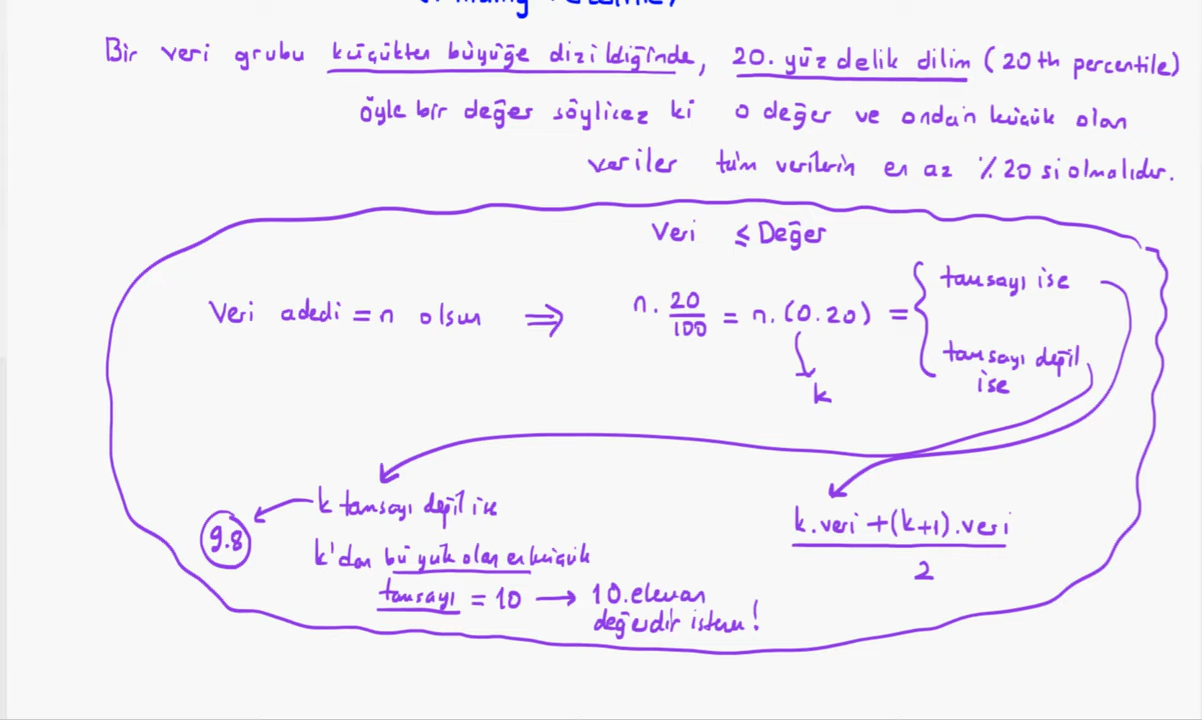 Bir veri grubu küçükten büyüğe dizildiğinde, 20. yüzdelik dilim (20th percentile)
öyle bir değer söylicez ki o değer ve ondan küçük olan
veriler tüm verilerin en az %20 si olmalıdır.
Veri ≤ Değer
Veri adedi = n olsun ⇒ n. 20/100 = n. (0.20) = { tamsayı ise
tamsayı değil
ise
k
k tamsayı değil ise
k.veri + (k+1).veri
2
9.8
k'dan büyük olan en küçük
tamsayı = 10 → 10.eleman
değerdir istenen!